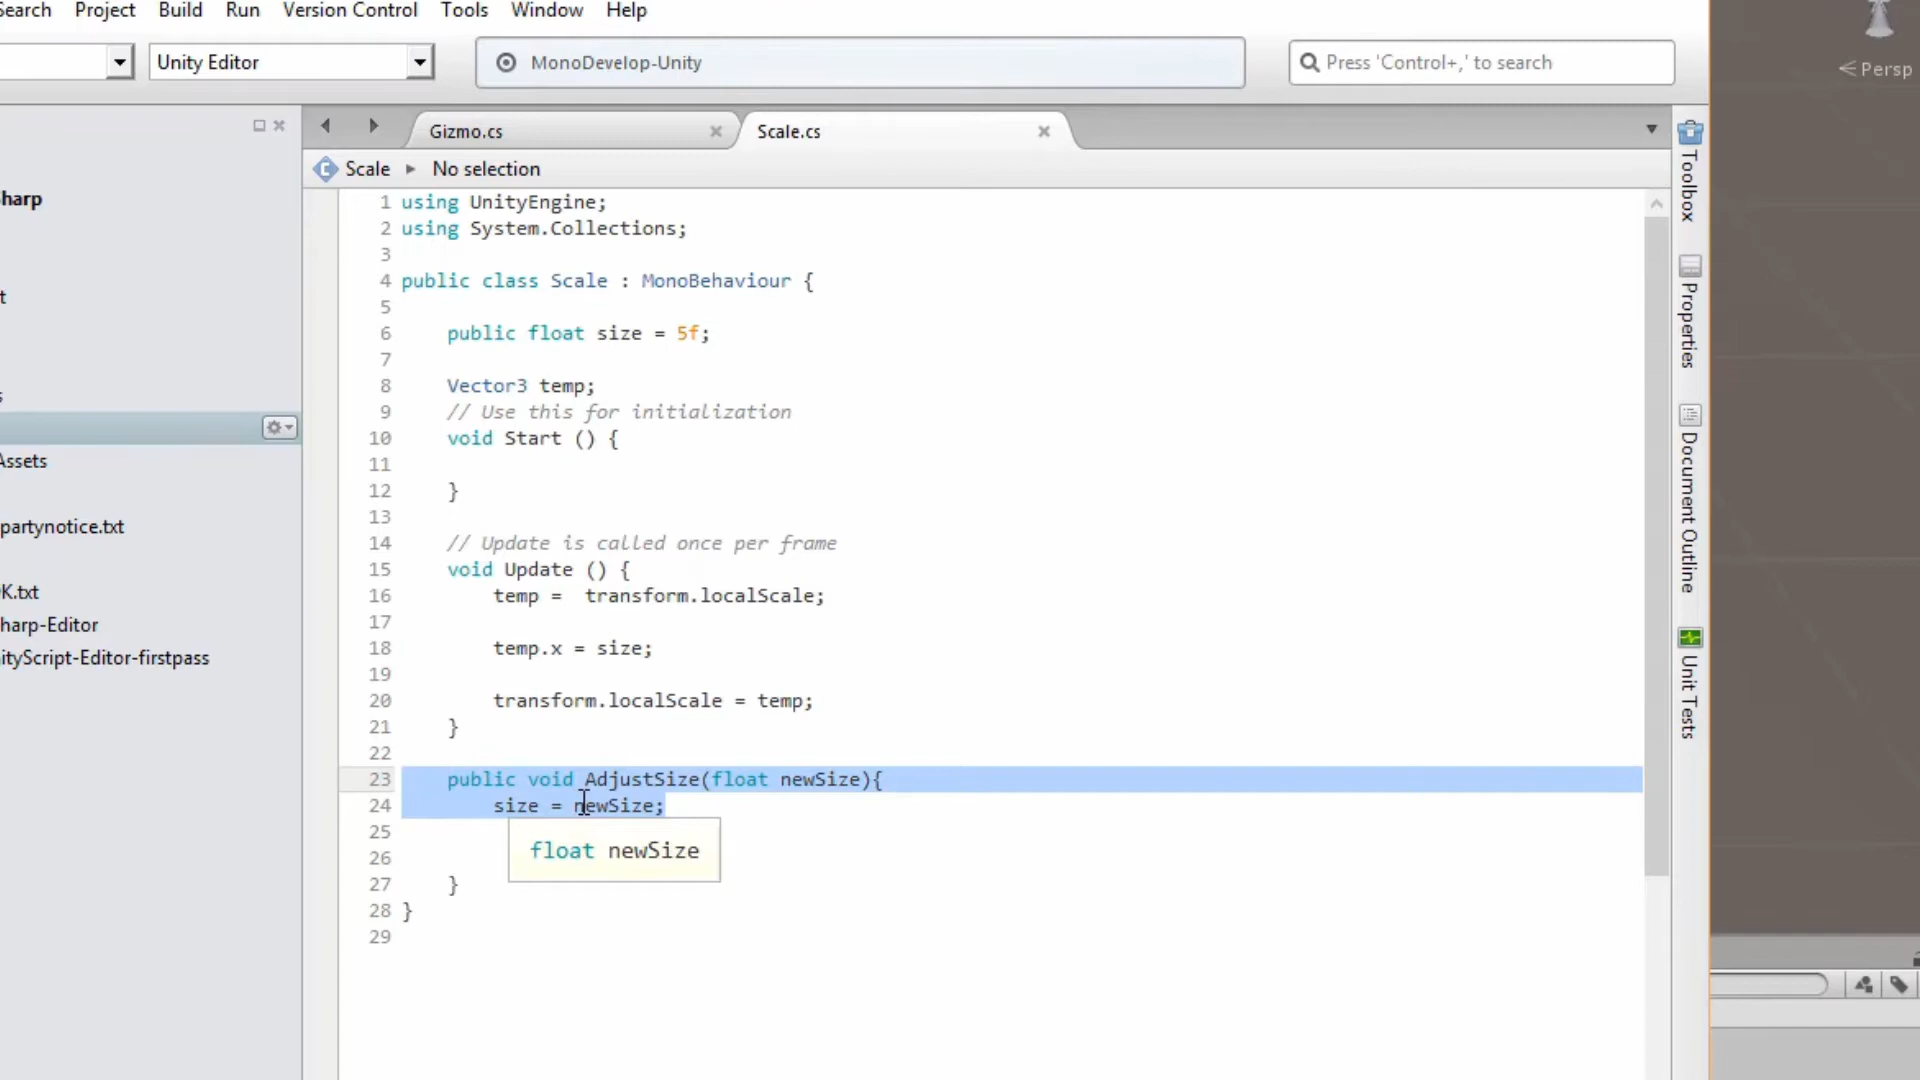 Search Project Build Run Version Control Tools Window Help
Unity Editor
MonoDevelop-Unity
Press 'Control+,' to search
Persp
Gizmo.cs
Scale.cs
Scale
No selection
harp
t
s
Assets
partynotice.txt
K.txt
harp-Editor
ityScript-Editor-firstpass
1 using UnityEngine;
2 using System.Collections;
3
4 public class Scale : MonoBehaviour {
5
6 public float size = 5f;
7
8 Vector3 temp;
9 // Use this for initialization
10 void Start () {
11
12 }
13
14 // Update is called once per frame
15 void Update () {
16 temp =  transform.localScale;
17
18 temp.x = size;
19
20 transform.localScale = temp;
21 }
22
23 public void AdjustSize(float newSize){
24 size = newSize;
25
float newSize
26
27 }
28 }
29
Toolbox
Properties
Document Outline
Unit Tests